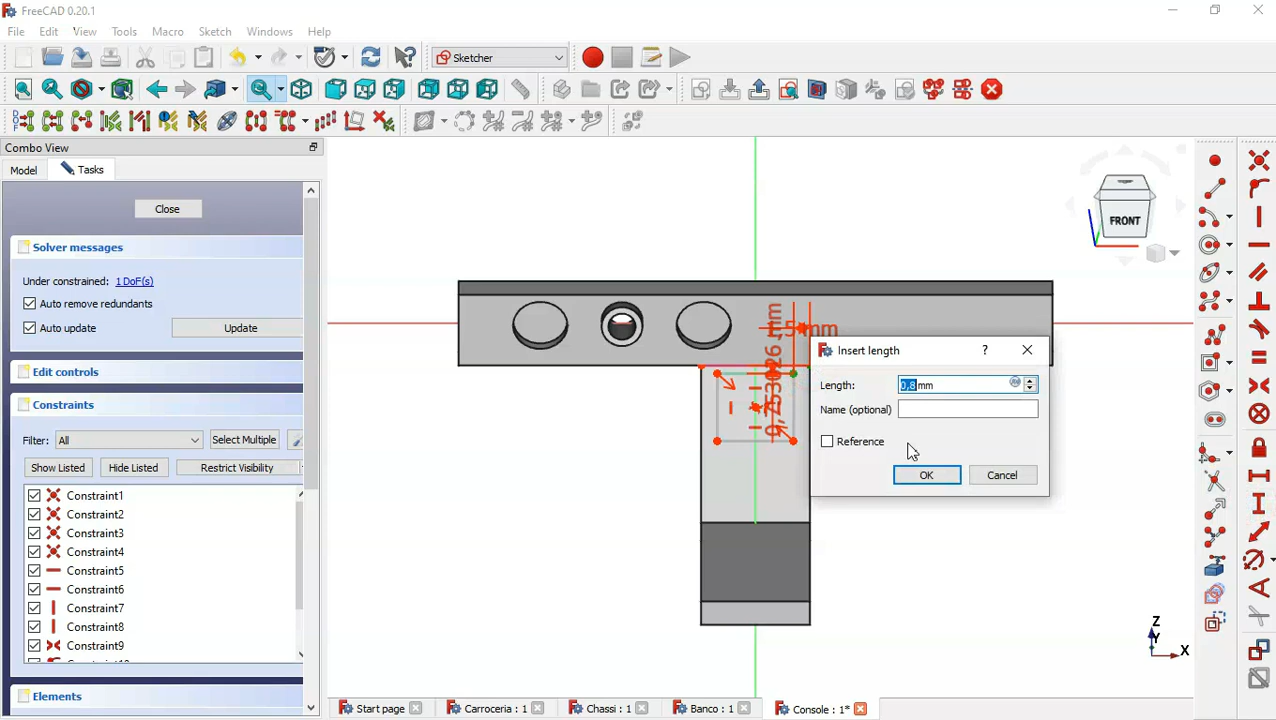 FreeCAD 0.20.1
File Edit View Tools Macro Sketch Windows Help
Sketcher
Combo View
Model Tasks
Close
Solver messages
Under constrained: 1 DoF(s)
Auto remove redundants
Auto update Update
Edit controls
Constraints
Filter: All Select Multiple
Show Listed Hide Listed Restrict Visibility
Constraint1
Constraint2
Constraint3
Constraint4
Constraint5
Constraint6
Constraint7
Constraint8
Constraint9
Elements
FRONT
mm
Insert length ?
Length: 0,8 mm
Name (optional)
Reference
OK Cancel
Z
Y
X
Start page Carroceria : 1 Chassi : 1 Banco : 1 Console : 1*